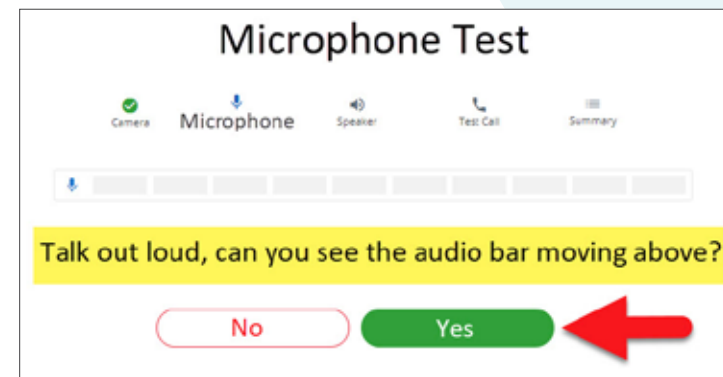 Microphone Test
Camera Microphone Speaker Test Call Summary
Talk out loud, can you see the audio bar moving above?
No Yes